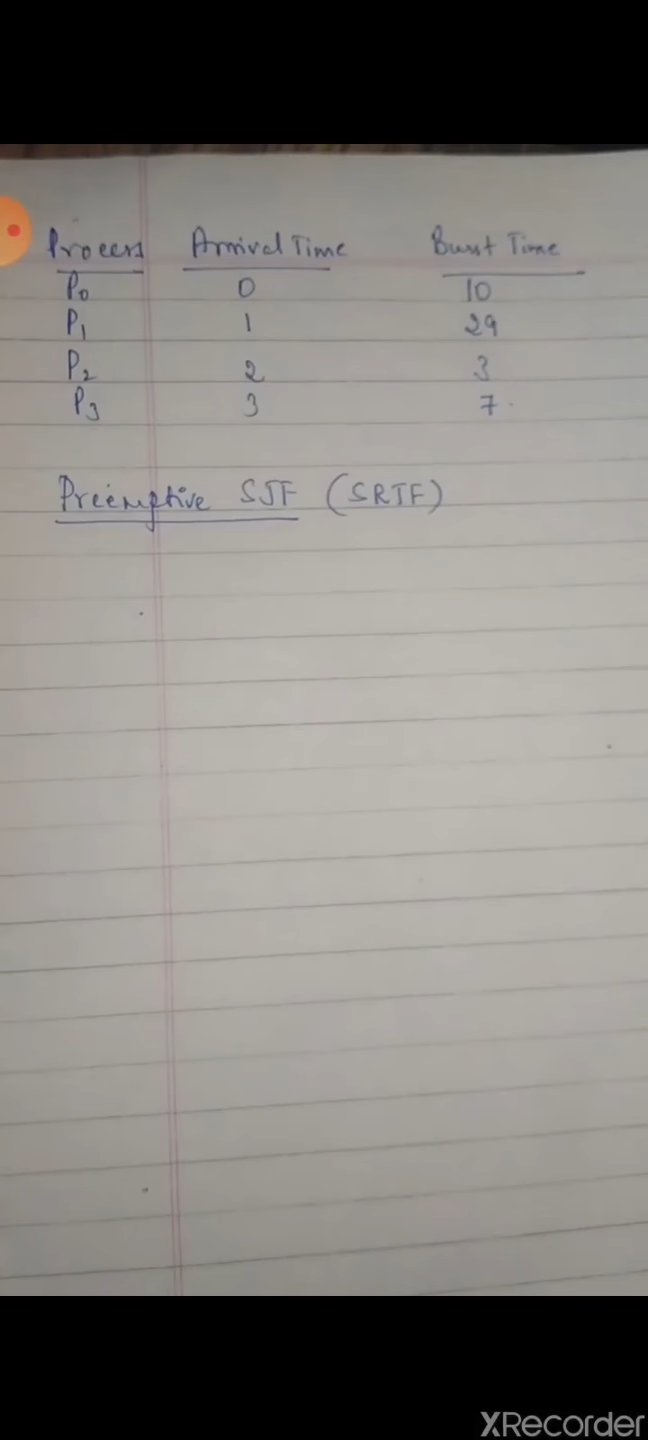 Process Arrival Time Burst Time
P0 0 10
P1 1 29
P2 2 3
P3 3 7
Preemptive SJF (SRTF)
XRecorder